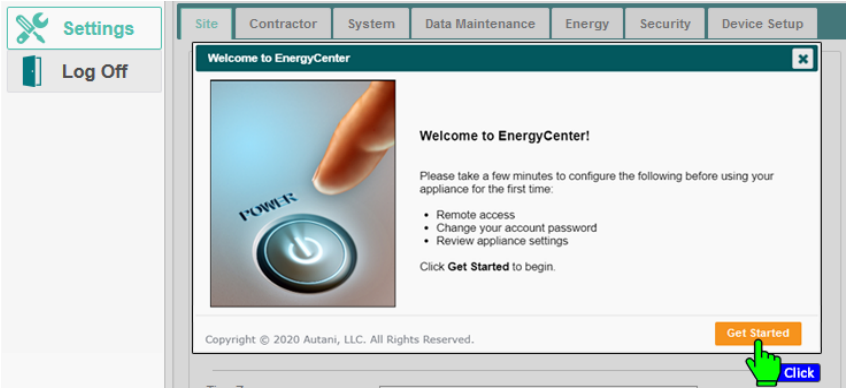 Settings
Log Off
Site Contractor System Data Maintenance Energy Security Device Setup
Welcome to EnergyCenter
POWER
Welcome to EnergyCenter!
Please take a few minutes to configure the following before using your
appliance for the first time:
• Remote access
• Change your account password
• Review appliance settings
Click Get Started to begin.
Copyright © 2020 Autani, LLC. All Rights Reserved.
Get Started
Click